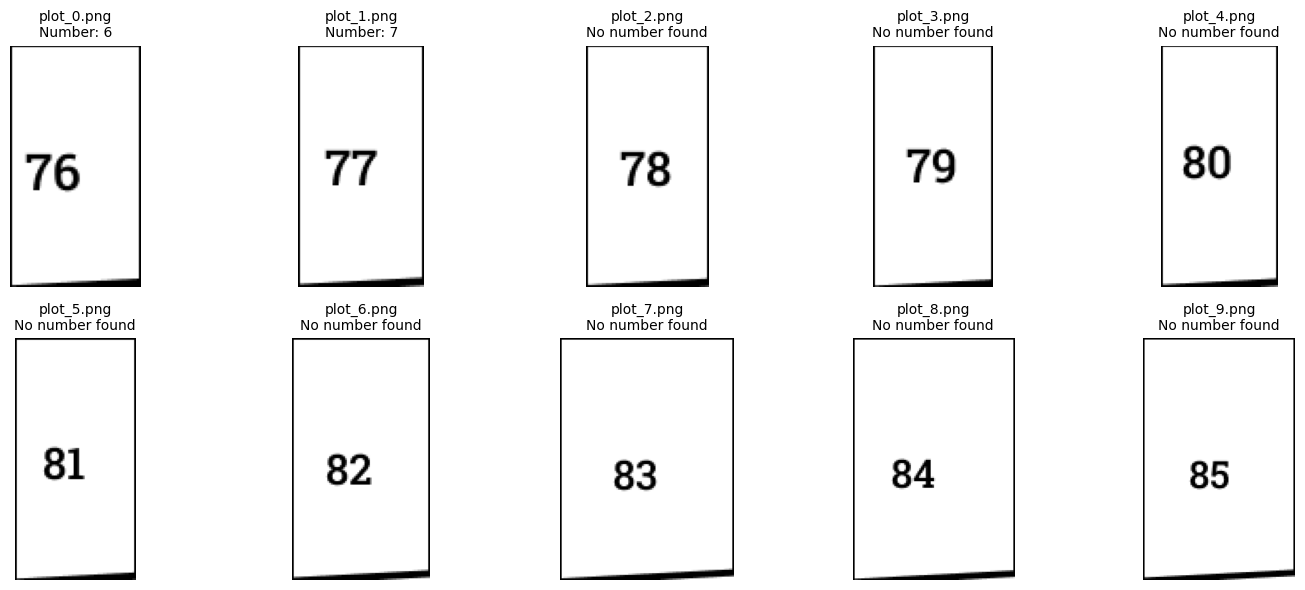 plot_0.png
Number: 6
76
plot_1.png
Number: 7
77
plot_2.png
No number found
78
plot_3.png
No number found
79
plot_4.png
No number found
80
plot_5.png
No number found
81
plot_6.png
No number found
82
plot_7.png
No number found
83
plot_8.png
No number found
84
plot_9.png
No number found
85